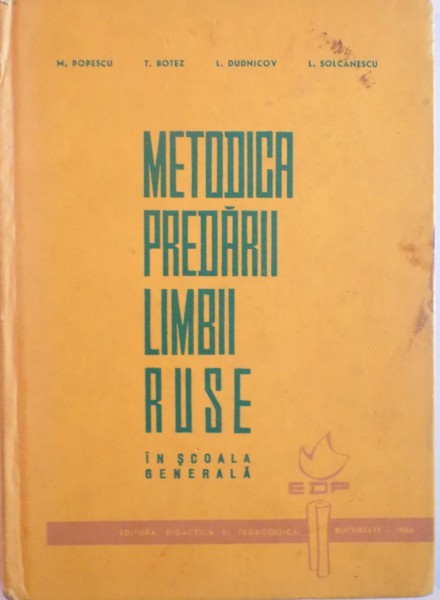 M. POPESCU T. BOTEZ L. DUDNICOV L. SOLCANESCU
METODICA
PREDĂRII
LIMBII
RUSE
ÎN ȘCOALA
GENERALĂ
EDP
EDITURA DIDACTICĂ ȘI PEDAGOGICĂ, BUCUREȘTI -